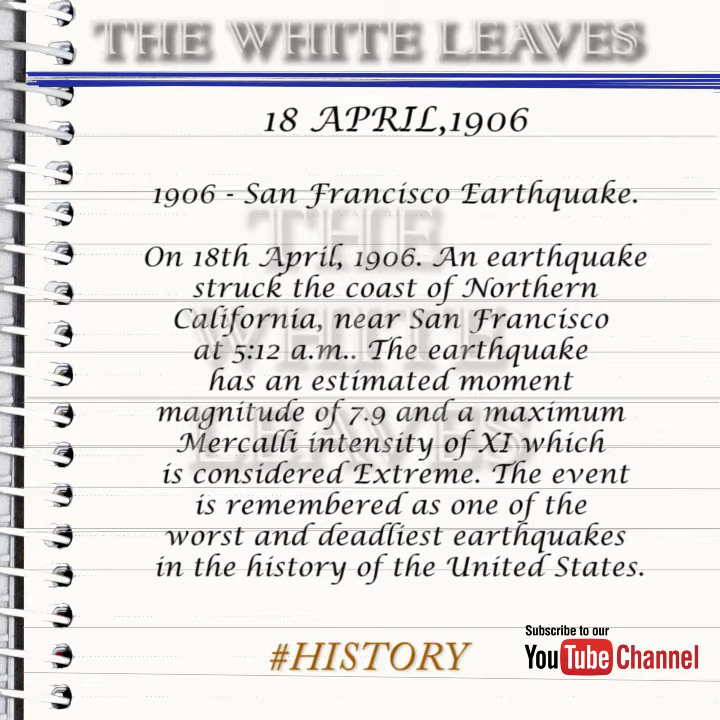 THE WHITE LEAVES
18 APRIL,1906
1906 - San Francisco Earthquake.
THE
WHITE
LEAVES
On 18th April, 1906. An earthquake
struck the coast of Northern
California, near San Francisco
at 5:12 a.m.. The earthquake
has an estimated moment
magnitude of 7.9 and a maximum
Mercalli intensity of XI which
is considered Extreme. The event
is remembered as one of the
worst and deadliest earthquakes
in the history of the United States.
#HISTORY
Subscribe to our
YouTube Channel